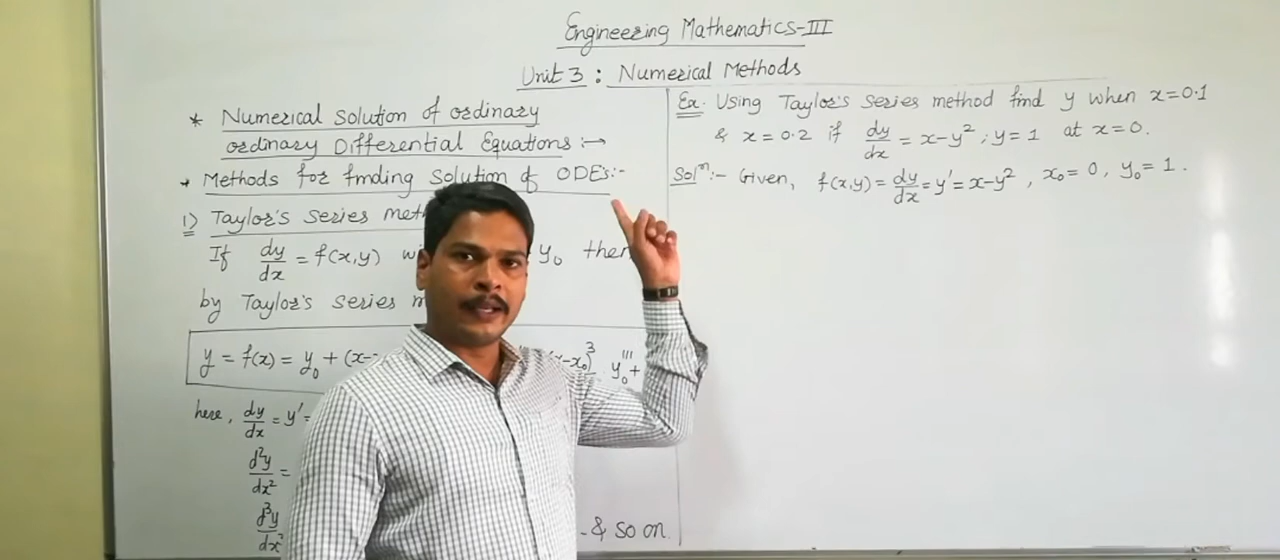 Engineering Mathematics-III
Unit 3 : Numerical Methods
* Numerical Solution of ordinary
ordinary Differential Equations :→
* Methods for finding Solution of ODEs:-
1) Taylor's Series
If dy/dx = f(x,y) y₀ then
by Taylor's Series
y = f(x) = y₀ + (x- -x₀)³ y₀''' +
here, dy/dx = y' =
d²y/dx² =
d³y/dx³
- & so on
Ex. Using Taylor's series method find y when x=0.1
& x = 0.2 if dy/dx = x-y² ; y=1 at x=0.
Solⁿ:- Given, f(x,y) = dy/dx = y' = x-y² , x₀ = 0, y₀ = 1.